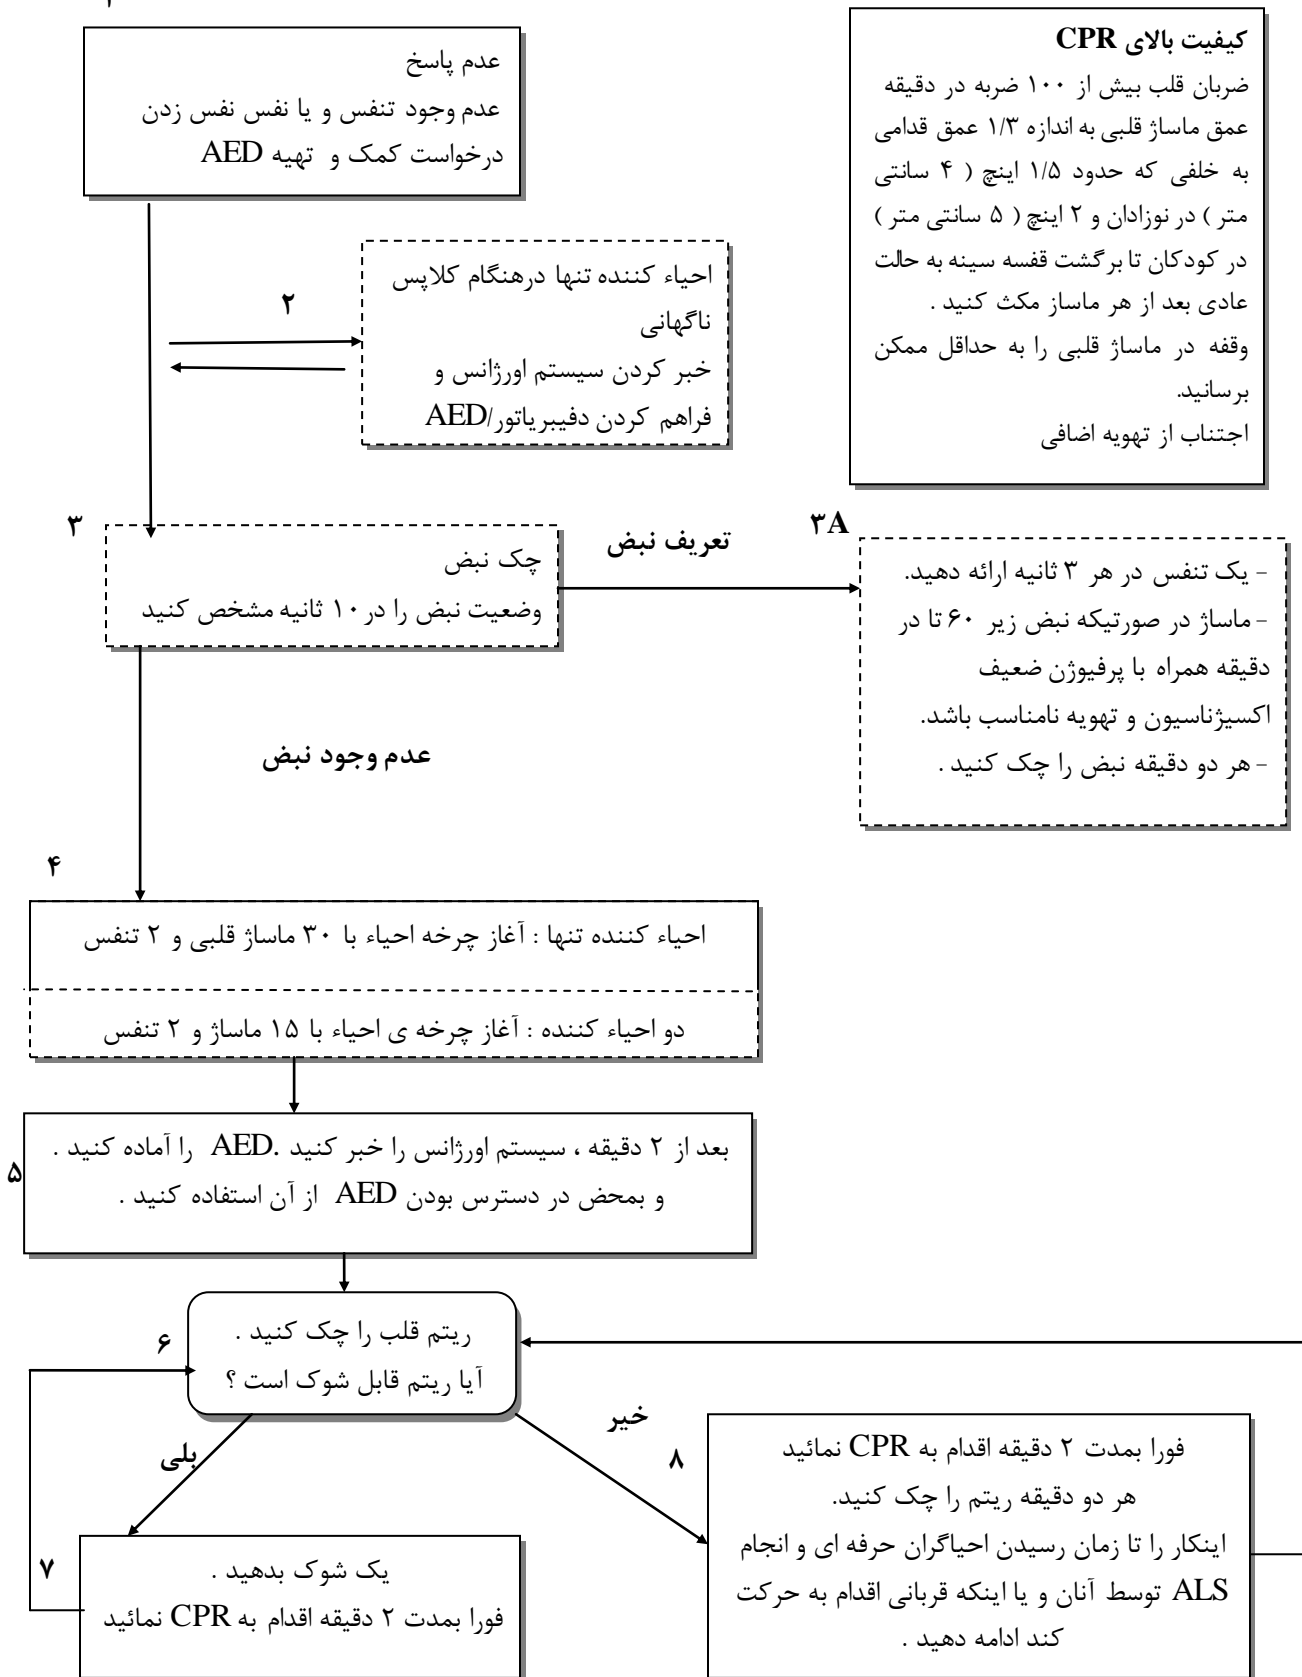 ۱
عدم پاسخ
عدم وجود تنفس و یا نفس نفس زدن
درخواست کمک و تهیه AED
کیفیت بالای CPR
ضربان قلب بیش از ۱۰۰ ضربه در دقیقه
عمق ماساژ قلبی به اندازه ۱/۳ عمق قدامی
به خلفی که حدود ۱/۵ اینچ ( ۴ سانتی
متر ) در نوزادان و ۲ اینچ ( ۵ سانتی متر )
در کودکان تا برگشت قفسه سینه به حالت
عادی بعد از هر ماساز مکث کنید .
وقفه در ماساژ قلبی را به حداقل ممکن
برسانید.
اجتناب از تهویه اضافی
۲
احیاء کننده تنها درهنگام کلاپس
ناگهانی
خبر کردن سیستم اورژانس و
فراهم کردن دفیبریاتور/AED
۳
چک نبض
وضعیت نبض را در ۱۰ ثانیه مشخص کنید
تعریف نبض
۳A
- یک تنفس در هر ۳ ثانیه ارائه دهید.
- ماساژ در صورتیکه نبض زیر ۶۰ تا در
دقیقه همراه با پرفیوژن ضعیف
اکسیژناسیون و تهویه نامناسب باشد.
- هر دو دقیقه نبض را چک کنید .
عدم وجود نبض
۴
احیاء کننده تنها : آغاز چرخه احیاء با ۳۰ ماساژ قلبی و ۲ تنفس
دو احیاء کننده : آغاز چرخه ی احیاء با ۱۵ ماساژ و ۲ تنفس
۵
بعد از ۲ دقیقه ، سیستم اورژانس را خبر کنید .AED را آماده کنید .
و بمحض در دسترس بودن AED از آن استفاده کنید .
۶
ریتم قلب را چک کنید .
آیا ریتم قابل شوک است ؟
خیر
بلی
۸
فورا بمدت ۲ دقیقه اقدام به CPR نمائید
هر دو دقیقه ریتم را چک کنید.
اینکار را تا زمان رسیدن احیاگران حرفه ای و انجام
ALS توسط آنان و یا اینکه قربانی اقدام به حرکت
کند ادامه دهید .
۷
یک شوک بدهید .
فورا بمدت ۲ دقیقه اقدام به CPR نمائید